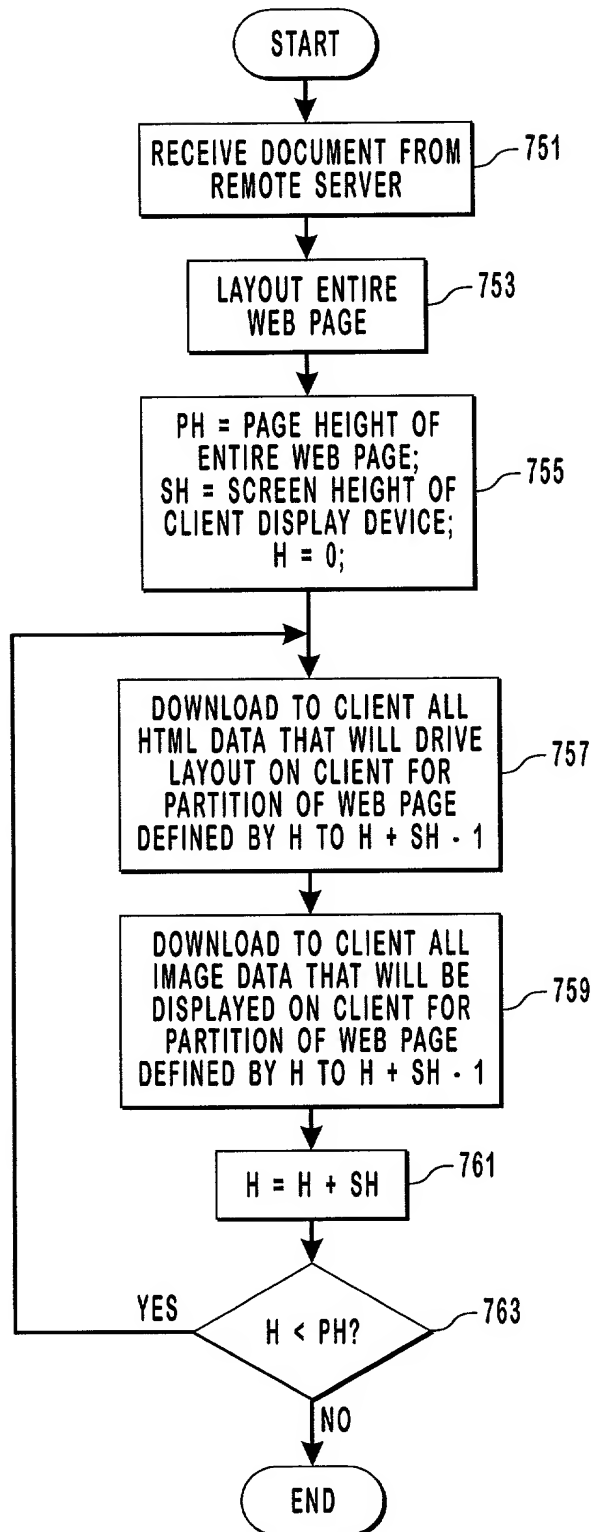 START
RECEIVE DOCUMENT FROM
REMOTE SERVER
751
LAYOUT ENTIRE
WEB PAGE
753
PH = PAGE HEIGHT OF
ENTIRE WEB PAGE;
SH = SCREEN HEIGHT OF
CLIENT DISPLAY DEVICE;
H = 0;
755
DOWNLOAD TO CLIENT ALL
HTML DATA THAT WILL DRIVE
LAYOUT ON CLIENT FOR
PARTITION OF WEB PAGE
DEFINED BY H TO H + SH - 1
757
DOWNLOAD TO CLIENT ALL
IMAGE DATA THAT WILL BE
DISPLAYED ON CLIENT FOR
PARTITION OF WEB PAGE
DEFINED BY H TO H + SH - 1
759
H = H + SH
761
YES
H < PH?
763
NO
END